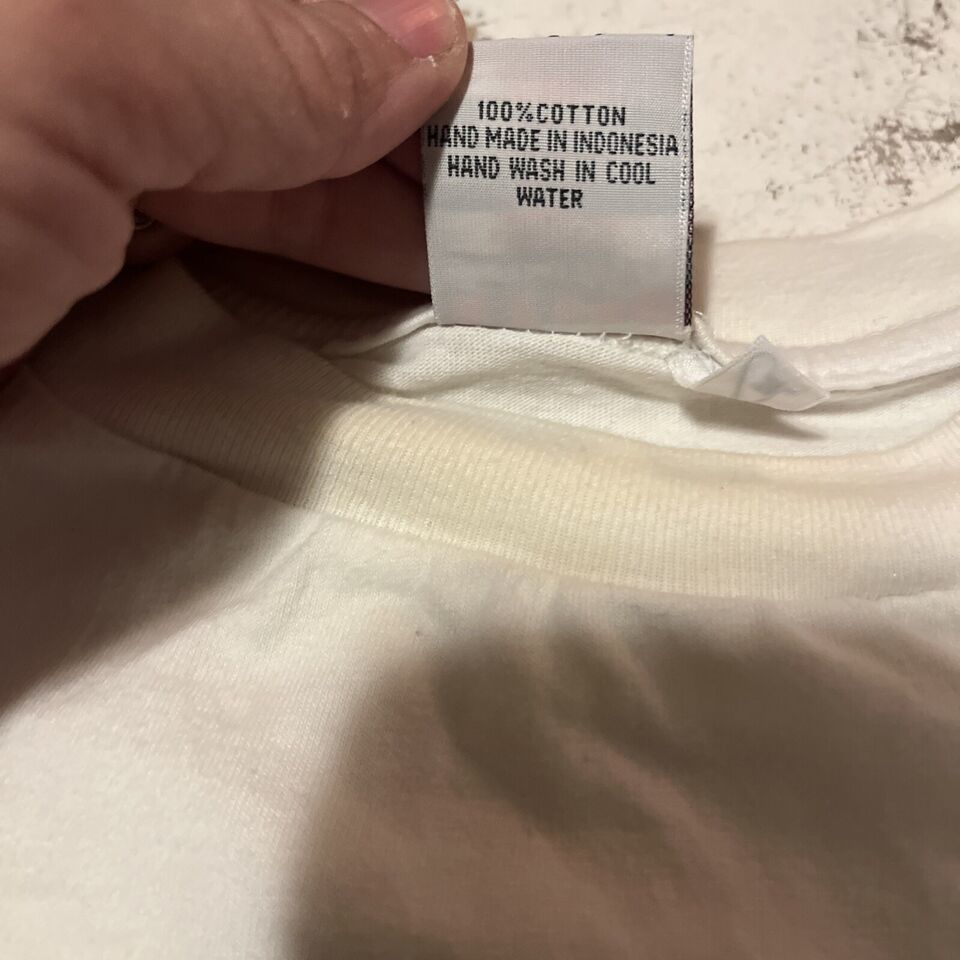 100%COTTON
HAND MADE IN INDONESIA
HAND WASH IN COOL
WATER